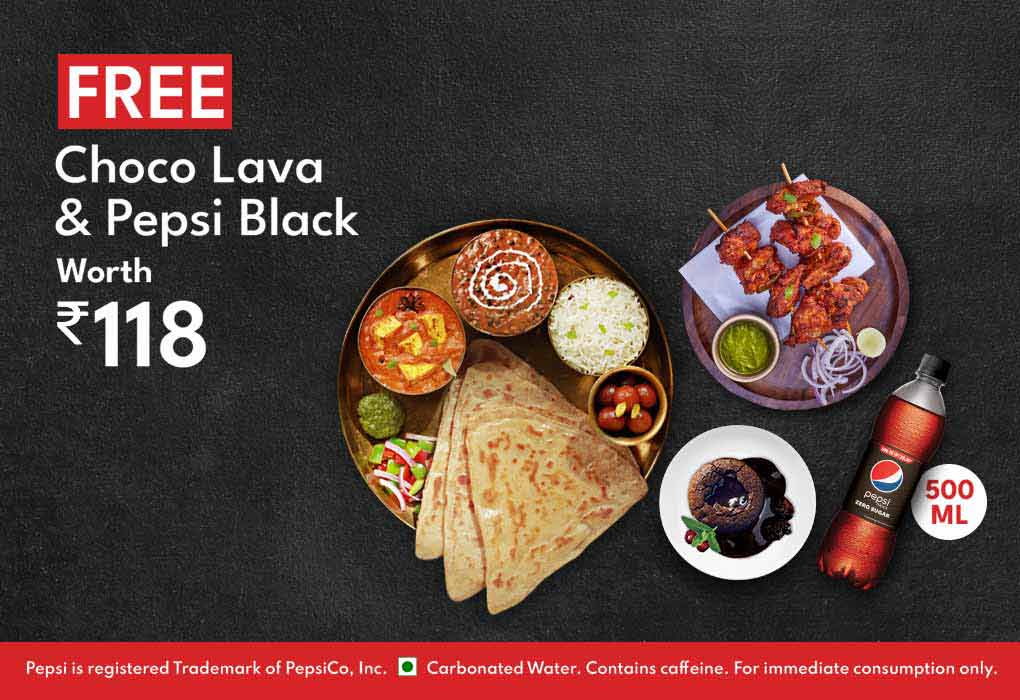 FREE
Choco Lava
& Pepsi Black
Worth
₹118
pepsi
ZERO SUGAR
500
ML
Pepsi is registered Trademark of PepsiCo, Inc. Carbonated Water. Contains caffeine. For immediate consumption only.